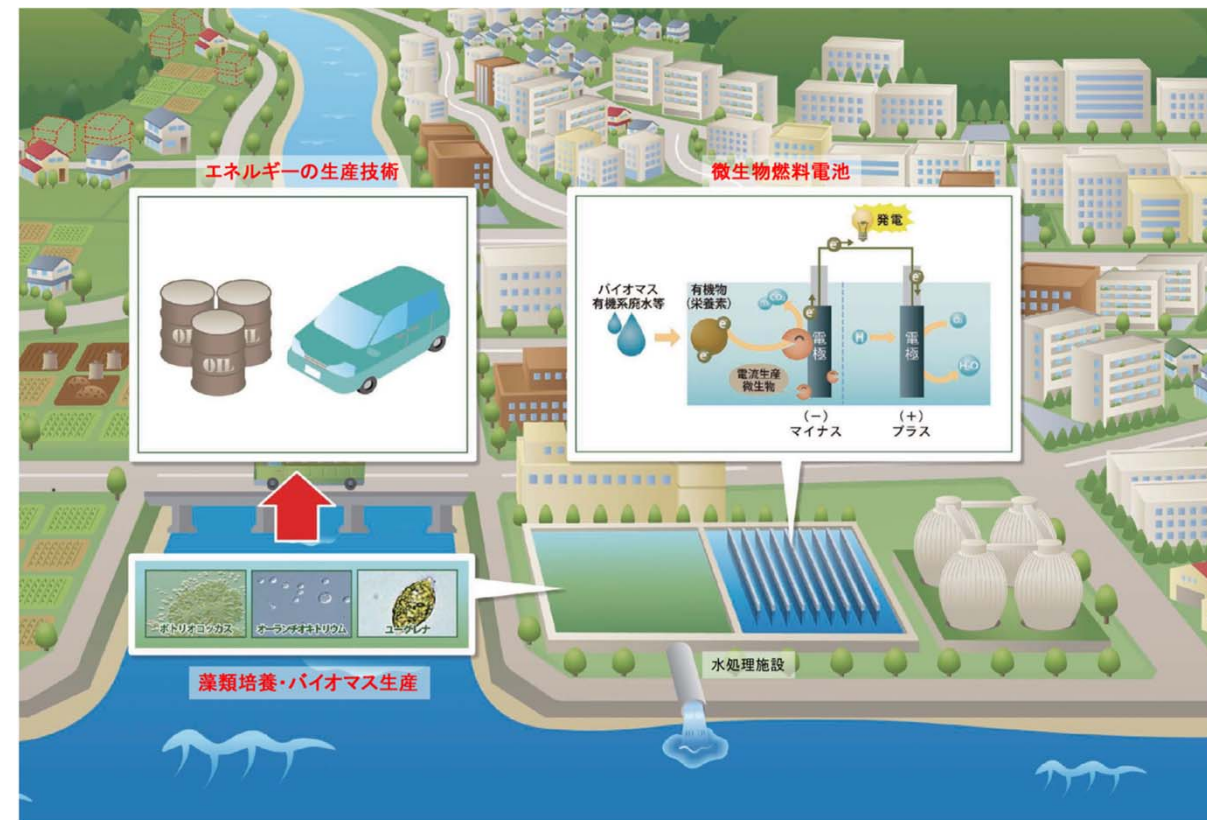 エネルギーの生産技術
OIL
OIL
OIL
微生物燃料電池
発電
バイオマス
有機系廃水等
有機物
(栄養素)
CO₂
e⁻
e⁻
e⁻
e⁻
e⁻
電極
電極
H
O₂
H₂O
電流生産
微生物
(－)
マイナス
(＋)
プラス
ボトリオコッカス
オーランチオキトリウム
ユーグレナ
藻類培養・バイオマス生産
水処理施設